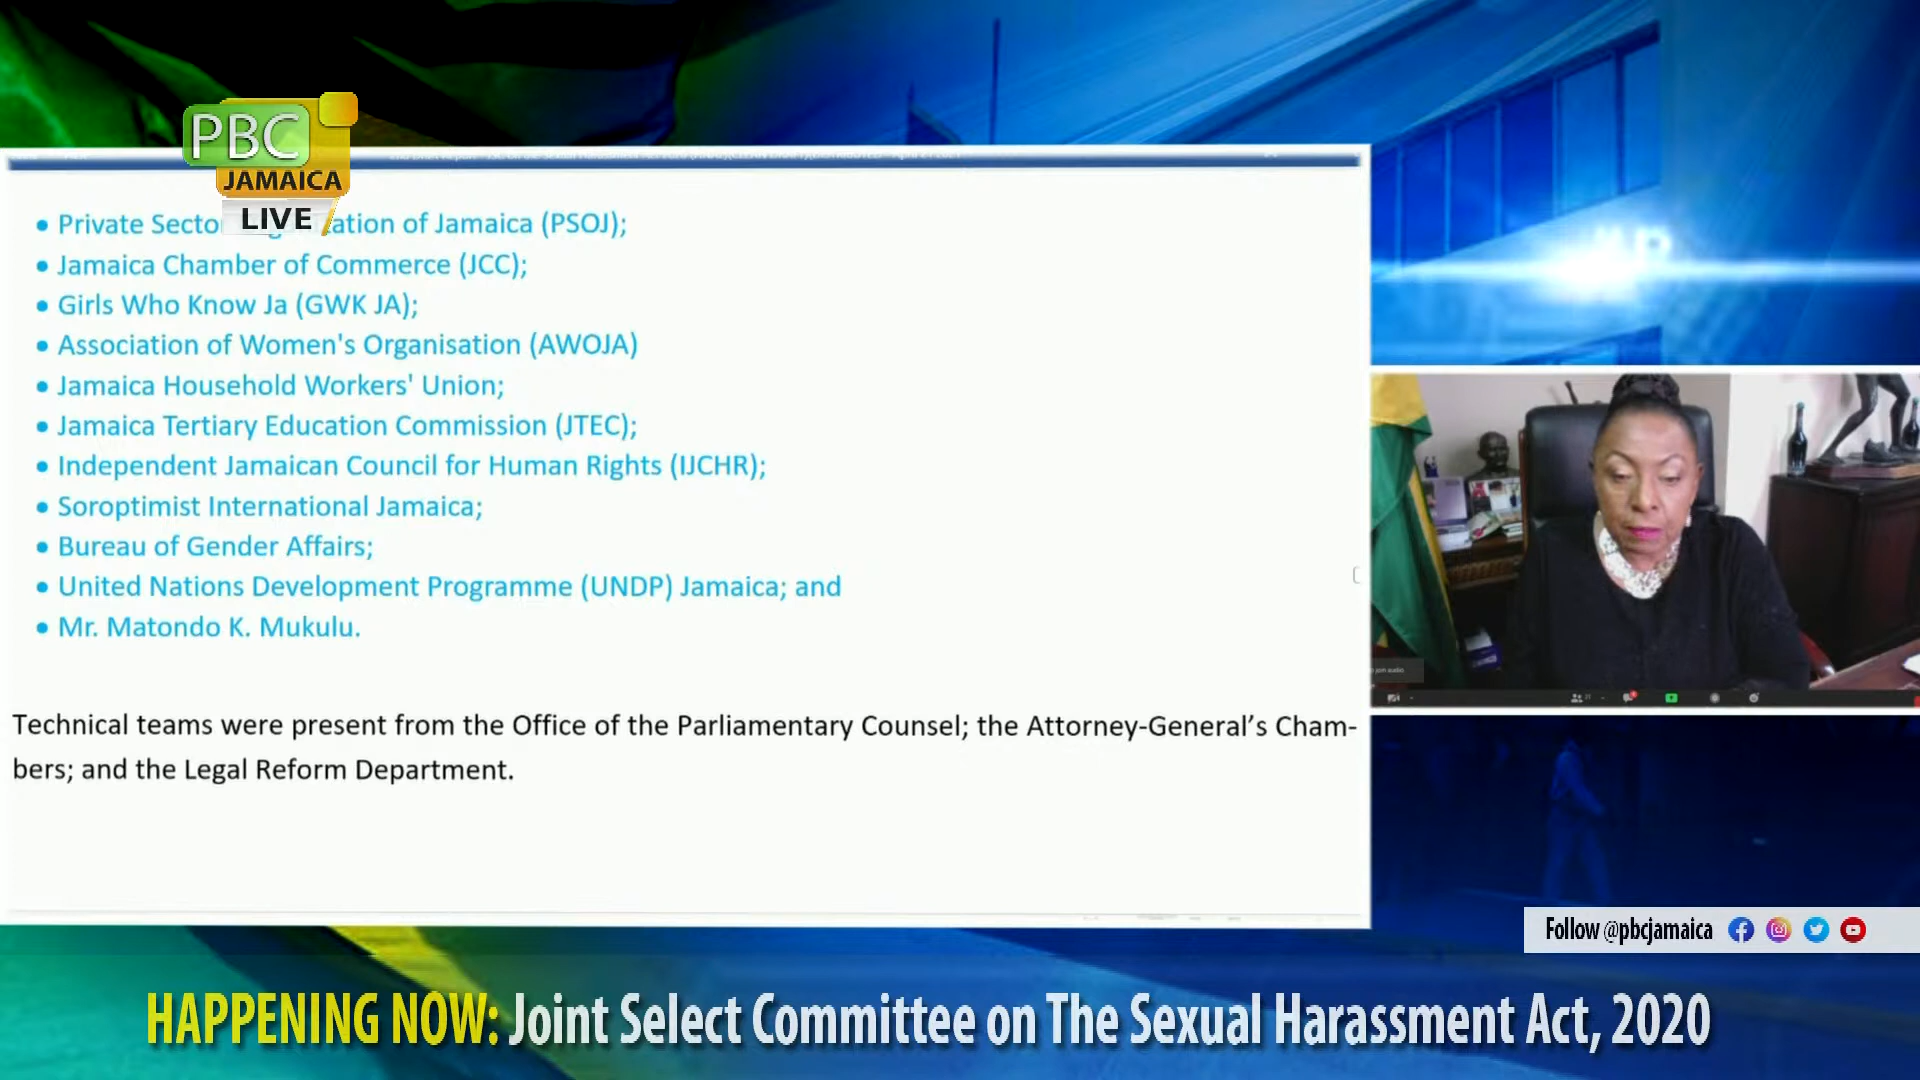 PBC
JAMAICA
LIVE
• Private Secto ation of Jamaica (PSOJ);
• Jamaica Chamber of Commerce (JCC);
• Girls Who Know Ja (GWK JA);
• Association of Women's Organisation (AWOJA)
• Jamaica Household Workers' Union;
• Jamaica Tertiary Education Commission (JTEC);
• Independent Jamaican Council for Human Rights (IJCHR);
• Soroptimist International Jamaica;
• Bureau of Gender Affairs;
• United Nations Development Programme (UNDP) Jamaica; and
• Mr. Matondo K. Mukulu.
Technical teams were present from the Office of the Parliamentary Counsel; the Attorney-General’s Cham-
bers; and the Legal Reform Department.
Follow @pbcjamaica
HAPPENING NOW: Joint Select Committee on The Sexual Harassment Act, 2020